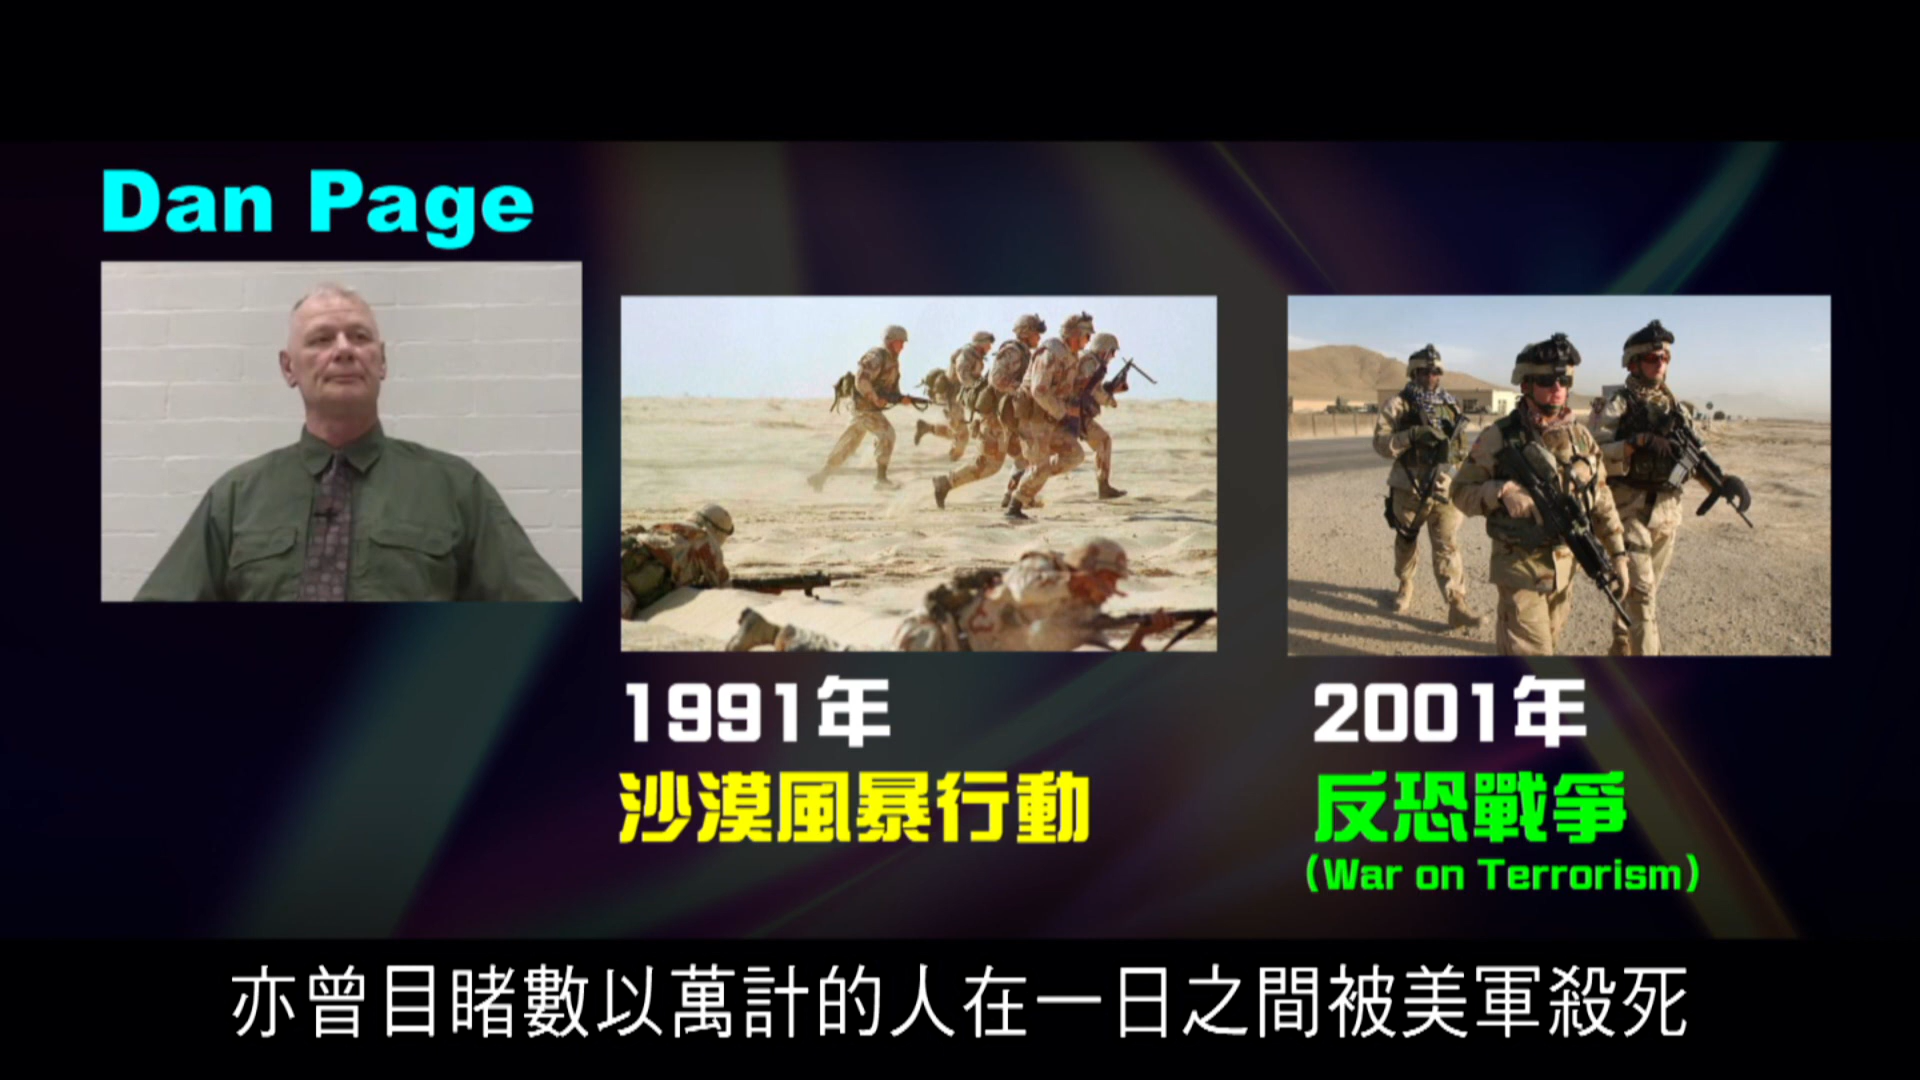 Dan Page
1991年
沙漠風暴行動
2001年
反恐戰爭
(War on Terrorism)
亦曾目睹數以萬計的人在一日之間被美軍殺死